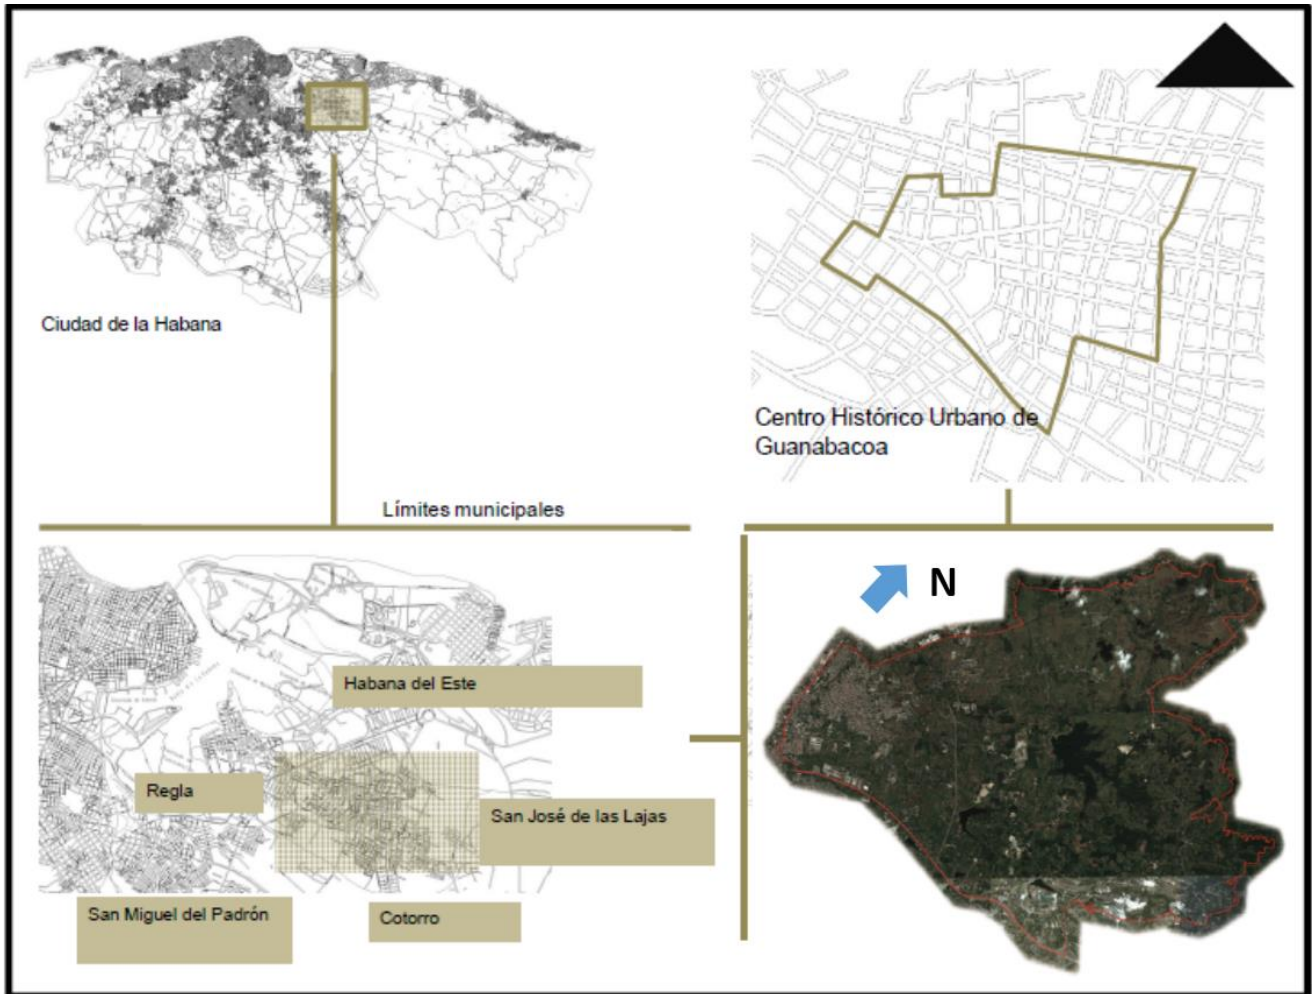 Ciudad de la Habana
Centro Histórico Urbano de
Guanabacoa
Límites municipales
N
Habana del Este
Regla
San José de las Lajas
San Miguel del Padrón
Cotorro